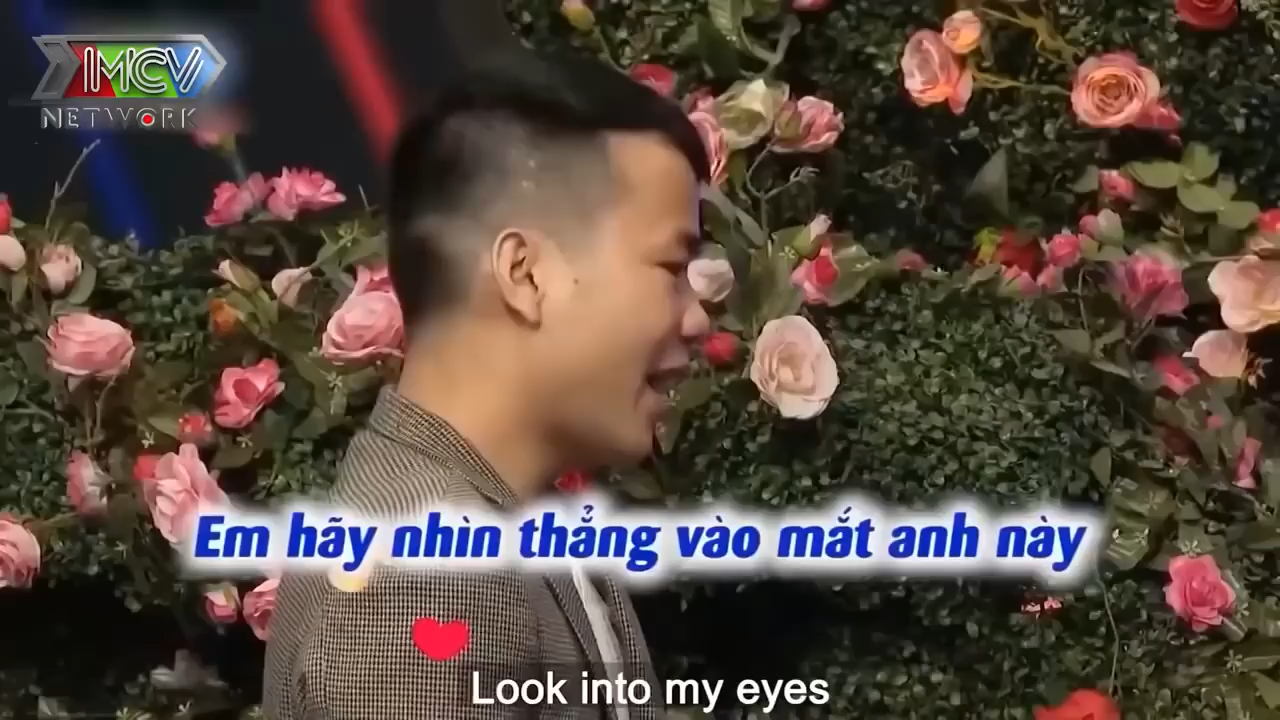 MCV
NETWORK
Em hãy nhìn thẳng vào mắt anh này
Look into my eyes